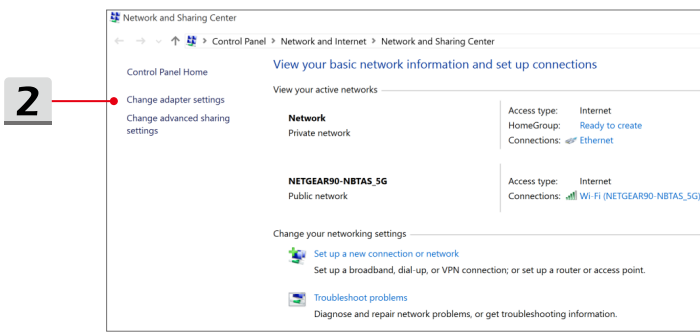 Network and Sharing Center
Control Panel > Network and Internet > Network and Sharing Center
2
Control Panel Home
Change adapter settings
Change advanced sharing
settings
View your basic network information and set up connections
View your active networks
Network
Private network
Access type: Internet
HomeGroup: Ready to create
Connections: Ethernet
NETGEAR90-NBTAS_5G
Public network
Access type: Internet
Connections: Wi-Fi (NETGEAR90-NBTAS_5G)
Change your networking settings
Set up a new connection or network
Set up a broadband, dial-up, or VPN connection; or set up a router or access point.
Troubleshoot problems
Diagnose and repair network problems, or get troubleshooting information.